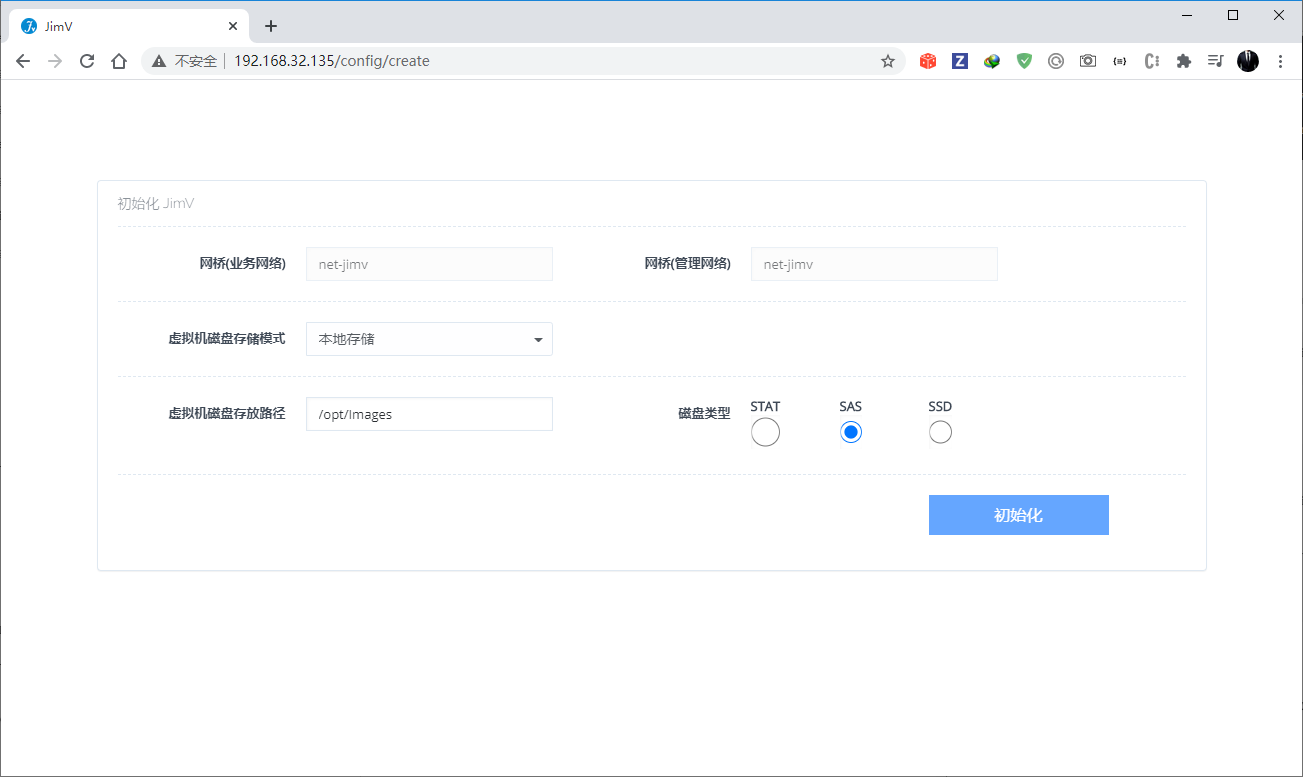 JimV
不安全 192.168.32.135/config/create
初始化 JimV
网桥(业务网络) net-jimv 网桥(管理网络) net-jimv
虚拟机磁盘存储模式 本地存储
虚拟机磁盘存放路径 /opt/Images 磁盘类型 STAT SAS SSD
初始化